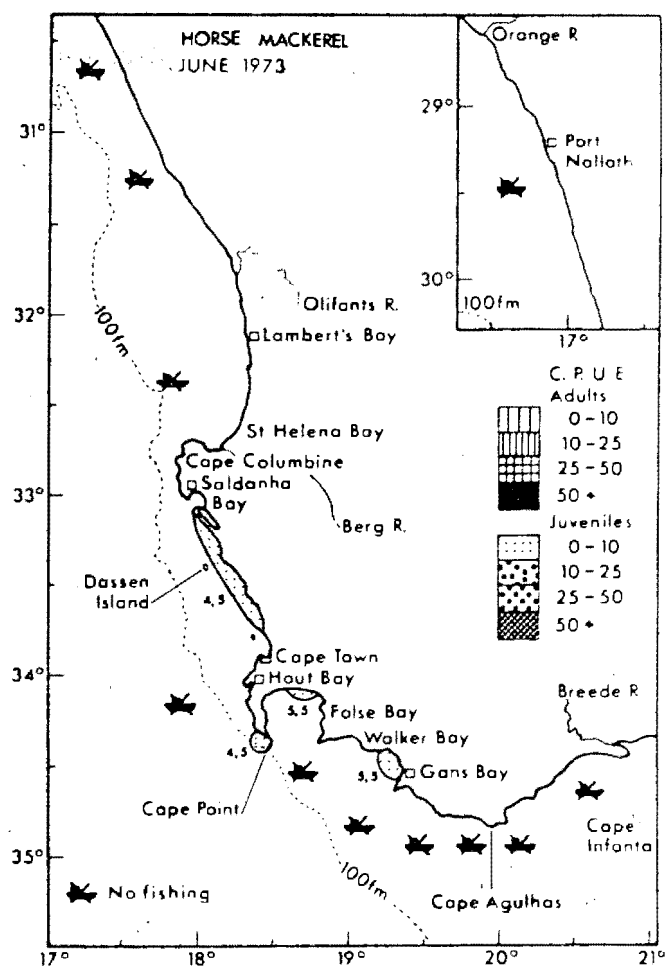 HORSE MACKEREL
JUNE 1973
Orange R
29°
Port
Nolloth
30°
100fm
17°
31°
32°
33°
34°
35°
100fm
Olifants R.
Lambert's Bay
St Helena Bay
Cape Columbine
Saldanha
Bay
Berg R.
Dassen
Island
4,5
Cape Town
Hout Bay
5,5
False Bay
Walker Bay
4,5
5,5
Gans Bay
Cape Point
Breede R
Cape
Infanta
Cape Agulhas
100fm
No fishing
C. P. U E
Adults
0-10
10-25
25-50
50+
Juveniles
0-10
10-25
25-50
50+
17°
18°
19°
20°
21°